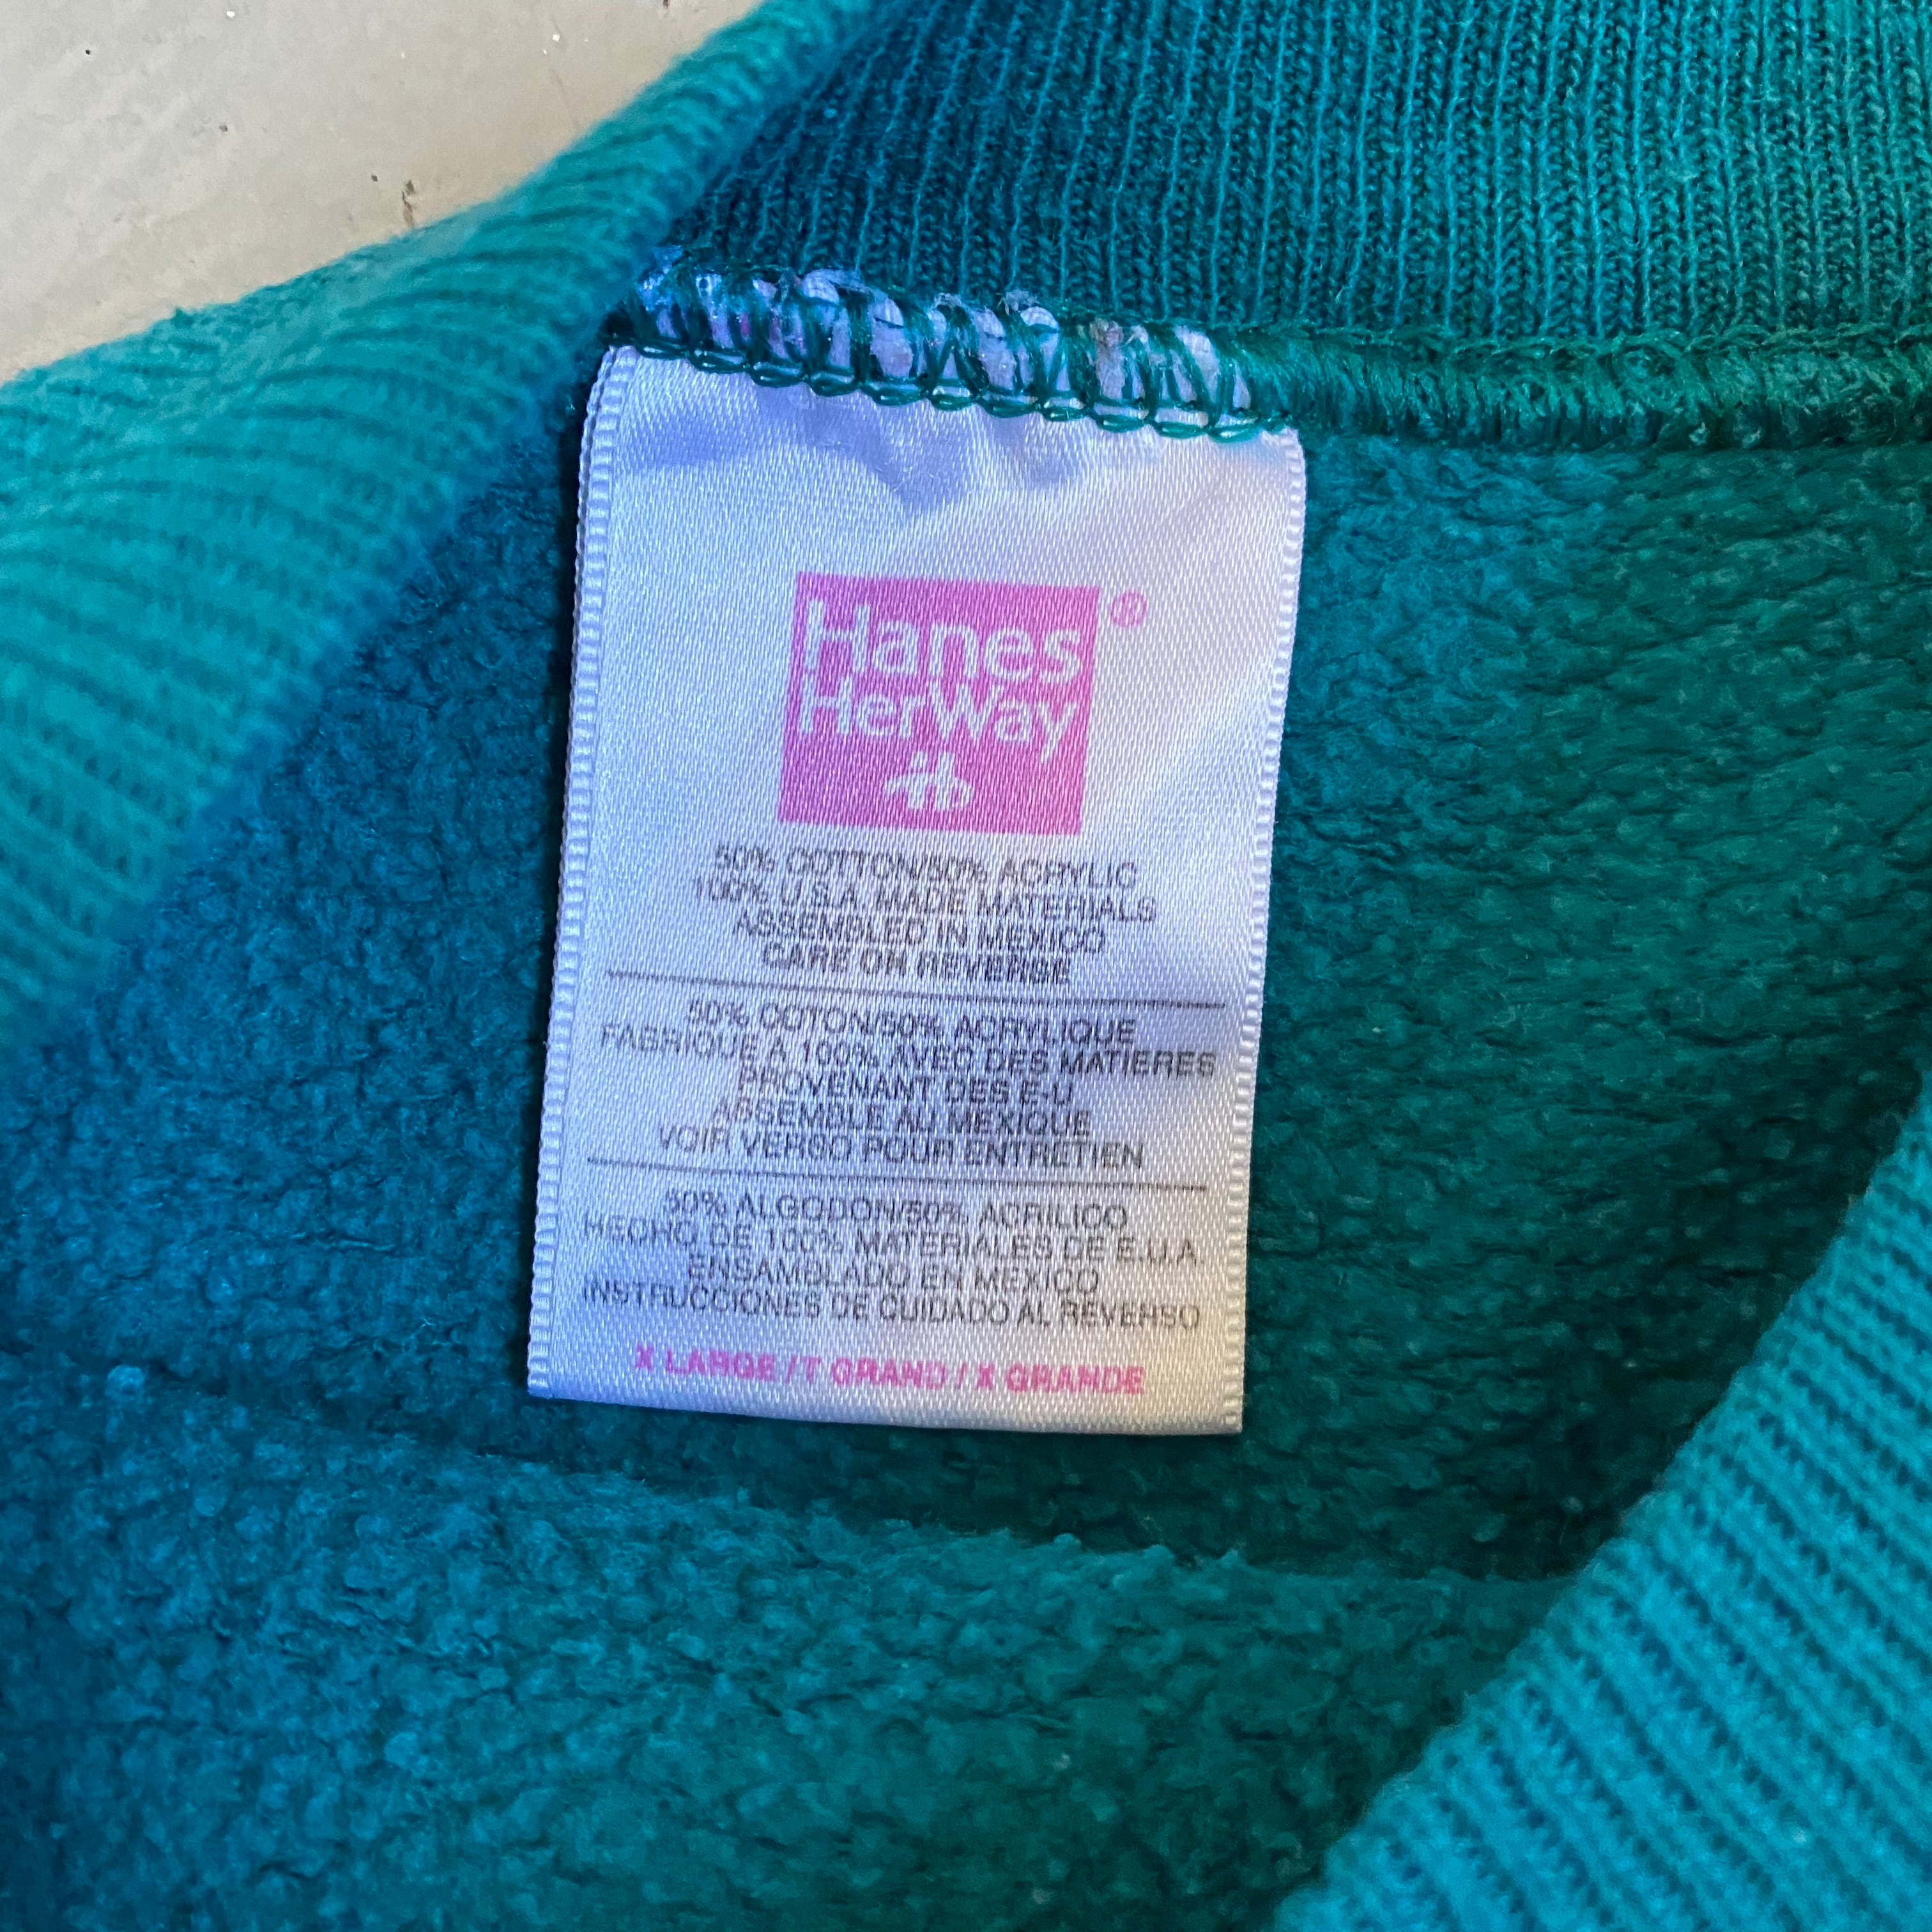 Hanes ®
HerWay
50% COTTON/50% ACRYLIC
100% U.S.A. MADE MATERIALS
ASSEMBLED IN MEXICO
CARE ON REVERSE
50% COTON/50% ACRYLIQUE
FABRIQUE A 100% AVEC DES MATIERES
PROVENANT DES E-U
ASSEMBLE AU MEXIQUE
VOIR VERSO POUR ENTRETIEN
50% ALGODON/50% ACRILICO
HECHO DE 100% MATERIALES DE E.U.A.
ENSAMBLADO EN MEXICO
INSTRUCCIONES DE CUIDADO AL REVERSO
X LARGE / T GRAND / X GRANDE